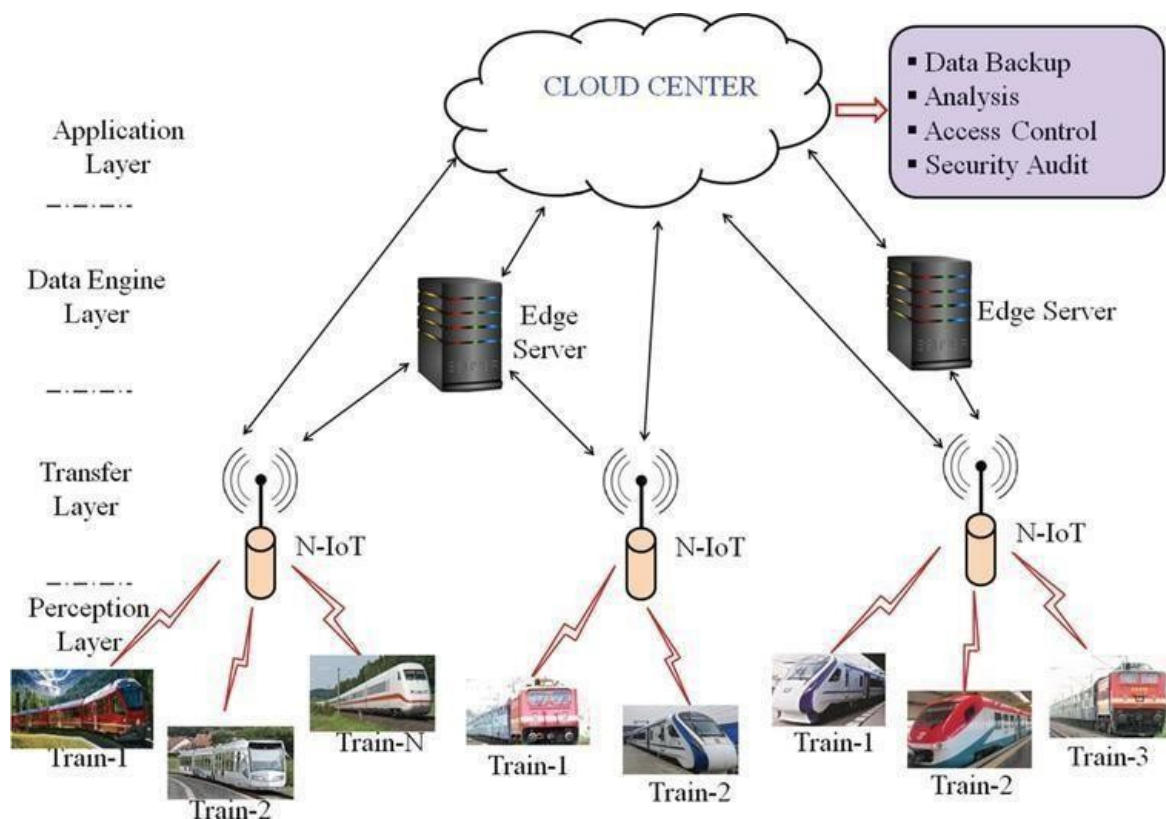 CLOUD CENTER
▪ Data Backup
▪ Analysis
▪ Access Control
▪ Security Audit
Application
Layer
Data Engine
Layer
Edge
Server
Edge Server
Transfer
Layer
N-IoT
N-IoT
N-IoT
Perception
Layer
Train-1
Train-2
Train-N
Train-1
Train-2
Train-1
Train-2
Train-3